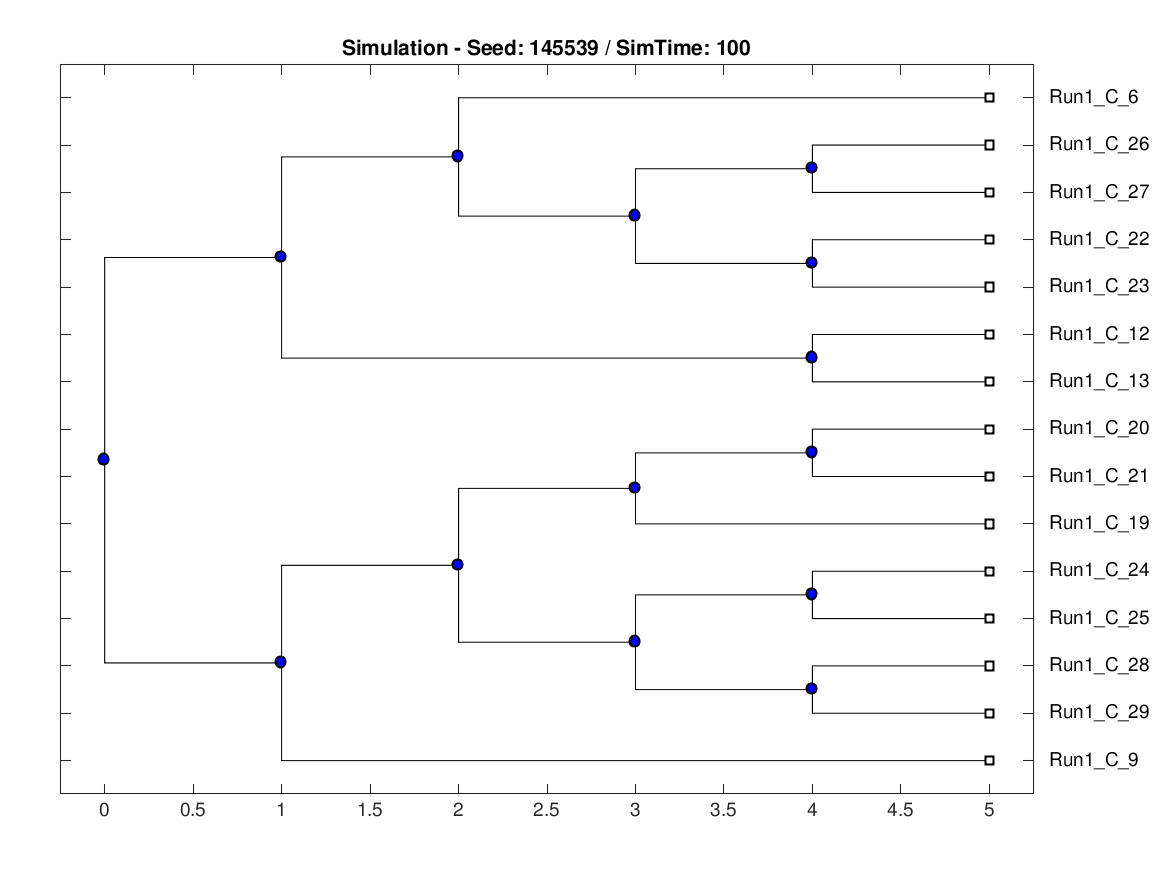 Simulation - Seed: 145539 / SimTime: 100
Run1_C_6
Run1_C_26
Run1_C_27
Run1_C_22
Run1_C_23
Run1_C_12
Run1_C_13
Run1_C_20
Run1_C_21
Run1_C_19
Run1_C_24
Run1_C_25
Run1_C_28
Run1_C_29
Run1_C_9
0 0.5 1 1.5 2 2.5 3 3.5 4 4.5 5